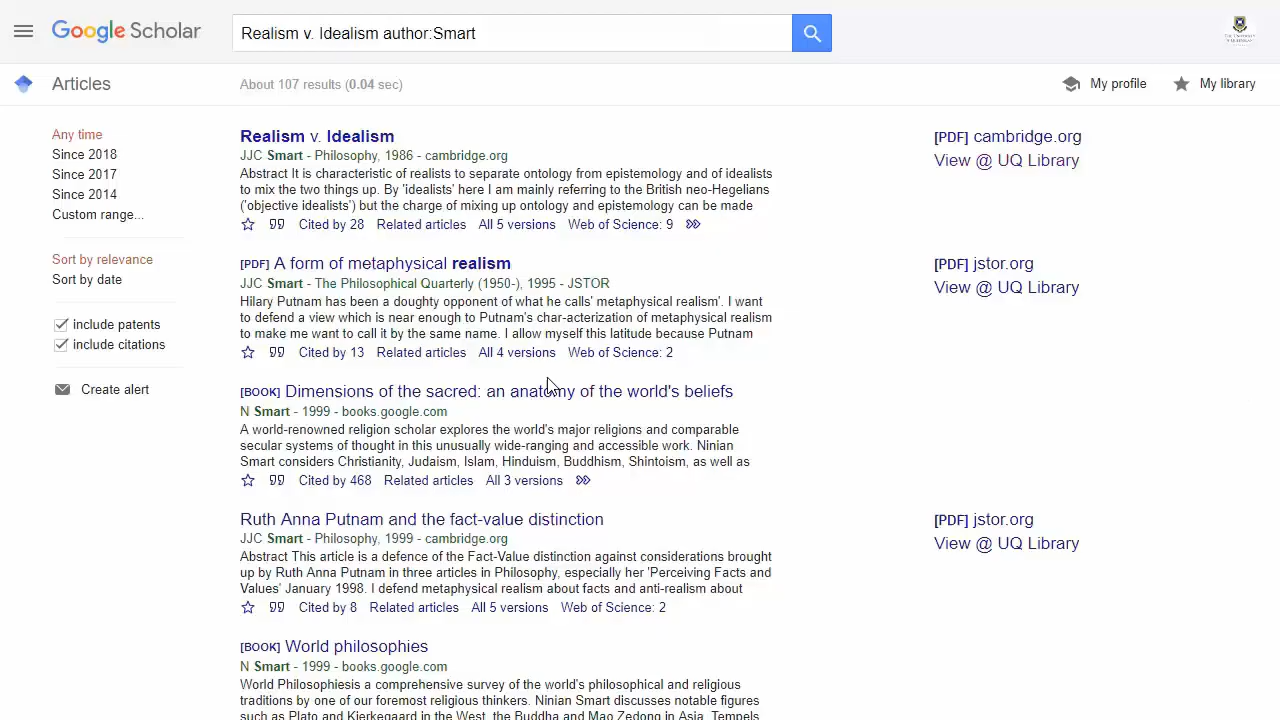 Google Scholar
Realism v. Idealism author:Smart
Articles
About 107 results (0.04 sec)
My profile
My library
Any time
Since 2018
Since 2017
Since 2014
Custom range...
Sort by relevance
Sort by date
include patents
include citations
Create alert
Realism v. Idealism
JJC Smart - Philosophy, 1986 - cambridge.org
Abstract It is characteristic of realists to separate ontology from epistemology and of idealists
to mix the two things up. By 'idealists' here I am mainly referring to the British neo-Hegelians
('objective idealists') but the charge of mixing up ontology and epistemology can be made
Cited by 28 Related articles All 5 versions Web of Science: 9
[PDF] cambridge.org
View @ UQ Library
[PDF] A form of metaphysical realism
JJC Smart - The Philosophical Quarterly (1950-), 1995 - JSTOR
Hilary Putnam has been a doughty opponent of what he calls' metaphysical realism'. I want
to defend a view which is near enough to Putnam's char-acterization of metaphysical realism
to make me want to call it by the same name. I allow myself this latitude because Putnam
Cited by 13 Related articles All 4 versions Web of Science: 2
[PDF] jstor.org
View @ UQ Library
[BOOK] Dimensions of the sacred: an anatomy of the world's beliefs
N Smart - 1999 - books.google.com
A world-renowned religion scholar explores the world's major religions and comparable
secular systems of thought in this unusually wide-ranging and accessible work. Ninian
Smart considers Christianity, Judaism, Islam, Hinduism, Buddhism, Shintoism, as well as
Cited by 468 Related articles All 3 versions
Ruth Anna Putnam and the fact-value distinction
JJC Smart - Philosophy, 1999 - cambridge.org
Abstract This article is a defence of the Fact-Value distinction against considerations brought
up by Ruth Anna Putnam in three articles in Philosophy, especially her 'Perceiving Facts and
Values' January 1998. I defend metaphysical realism about facts and anti-realism about
Cited by 8 Related articles All 5 versions Web of Science: 2
[PDF] jstor.org
View @ UQ Library
[BOOK] World philosophies
N Smart - 1999 - books.google.com
World Philosophiesis a comprehensive survey of the world's philosophical and religious
traditions by one of our foremost religious thinkers. Ninian Smart discusses notable figures
such as Plato and Kierkegaard in the West, the Buddha and Mao Zedong in Asia, Tempels